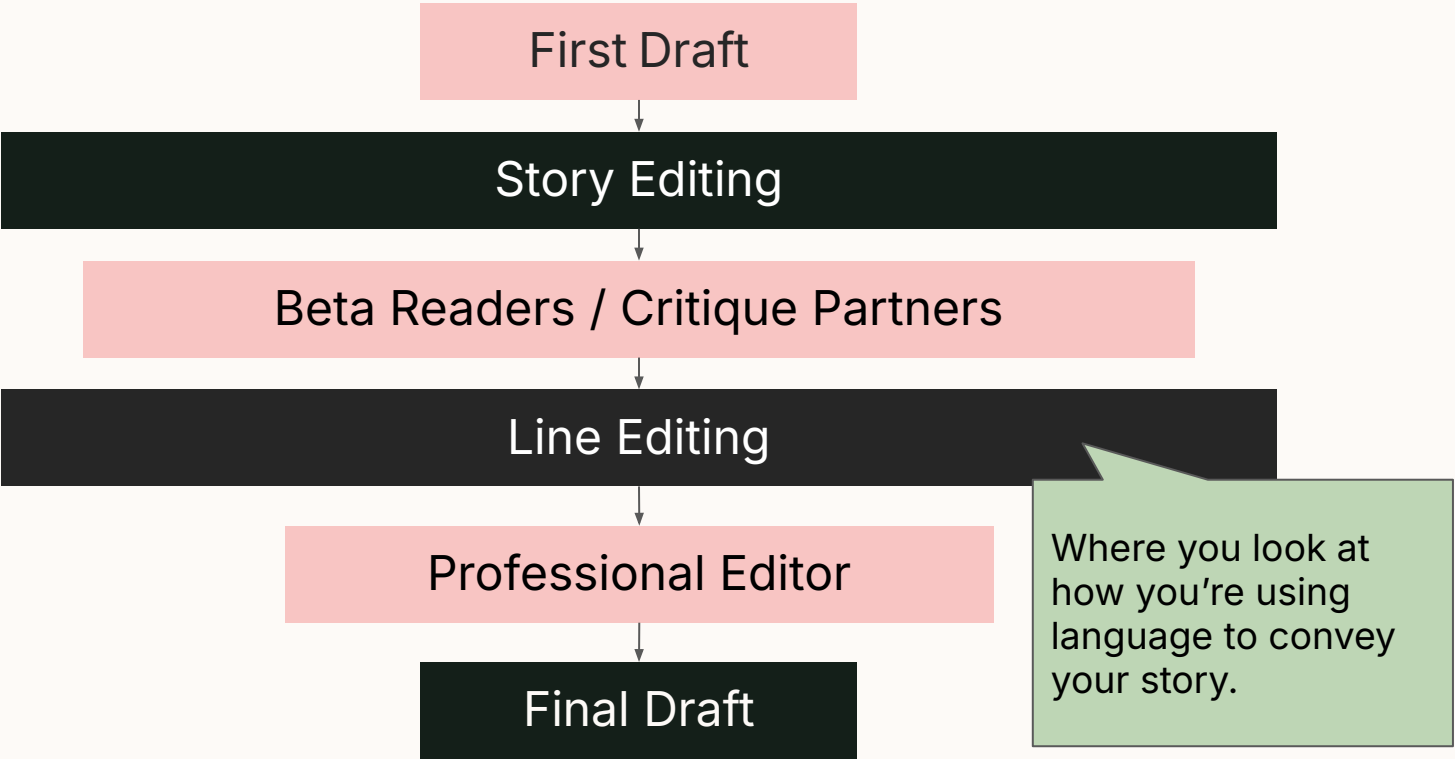 First Draft
Story Editing
Beta Readers / Critique Partners
Line Editing
Where you look at
how you’re using
language to convey
your story.
Professional Editor
Final Draft